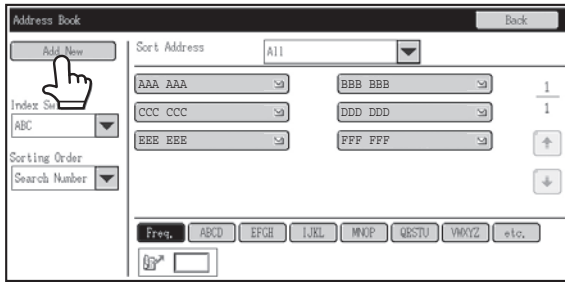 Address Book
Back
Add New
Sort Address
All
AAA AAA
BBB BBB
1
1
Index
ABC
CCC CCC
DDD DDD
EEE EEE
FFF FFF
Sorting Order
Search Number
Freq.
ABCD
EFGH
IJKL
MNOP
QRSTU
VWXYZ
etc.